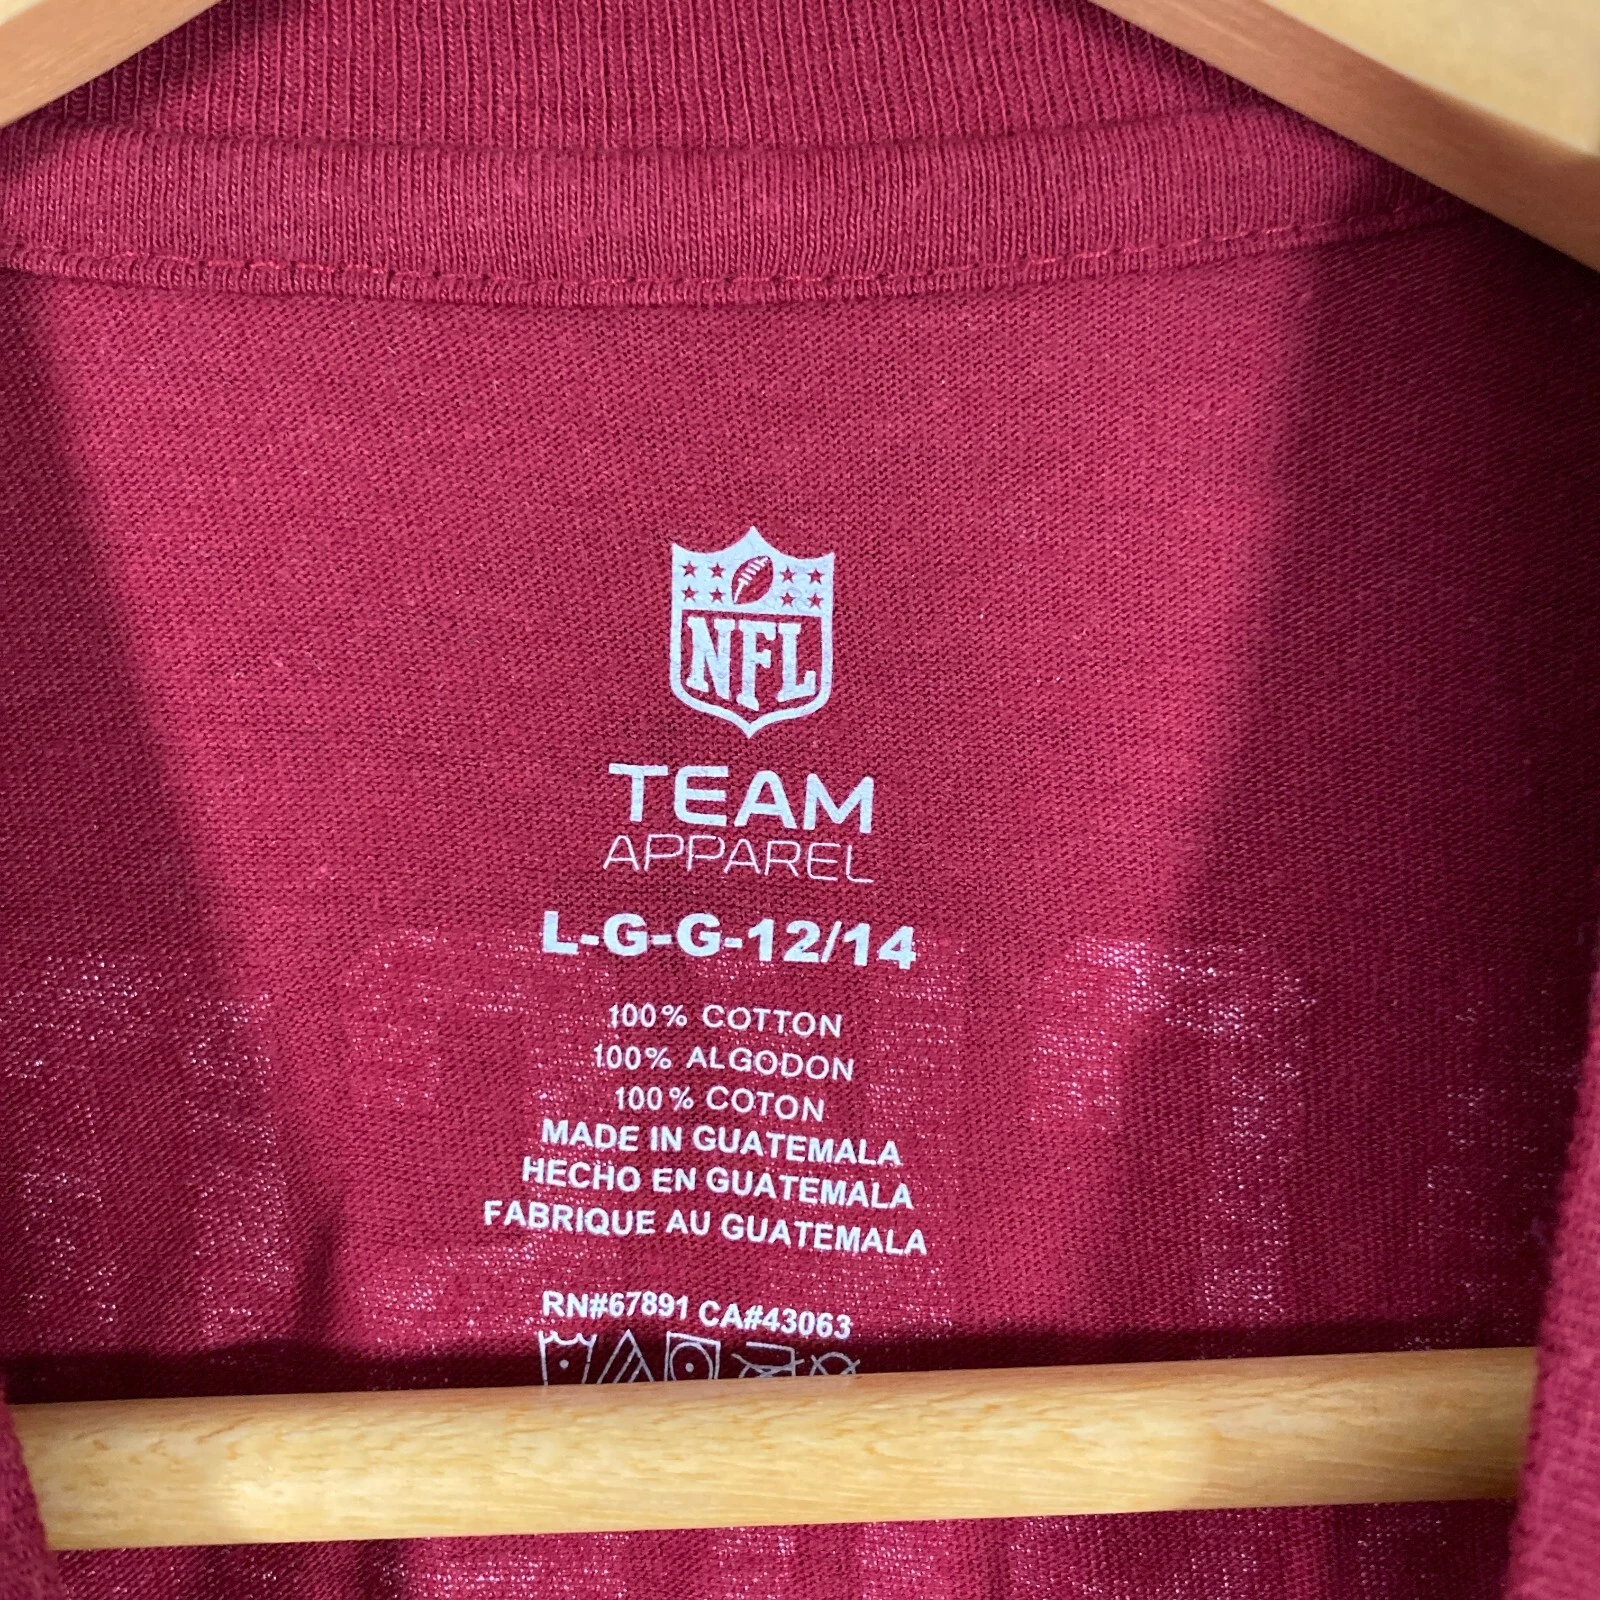 NFL
TEAM
APPAREL
L-G-G-12/14
100% COTTON
100% ALGODON
100% COTON
MADE IN GUATEMALA
HECHO EN GUATEMALA
FABRIQUE AU GUATEMALA
RN#67891 CA#43063